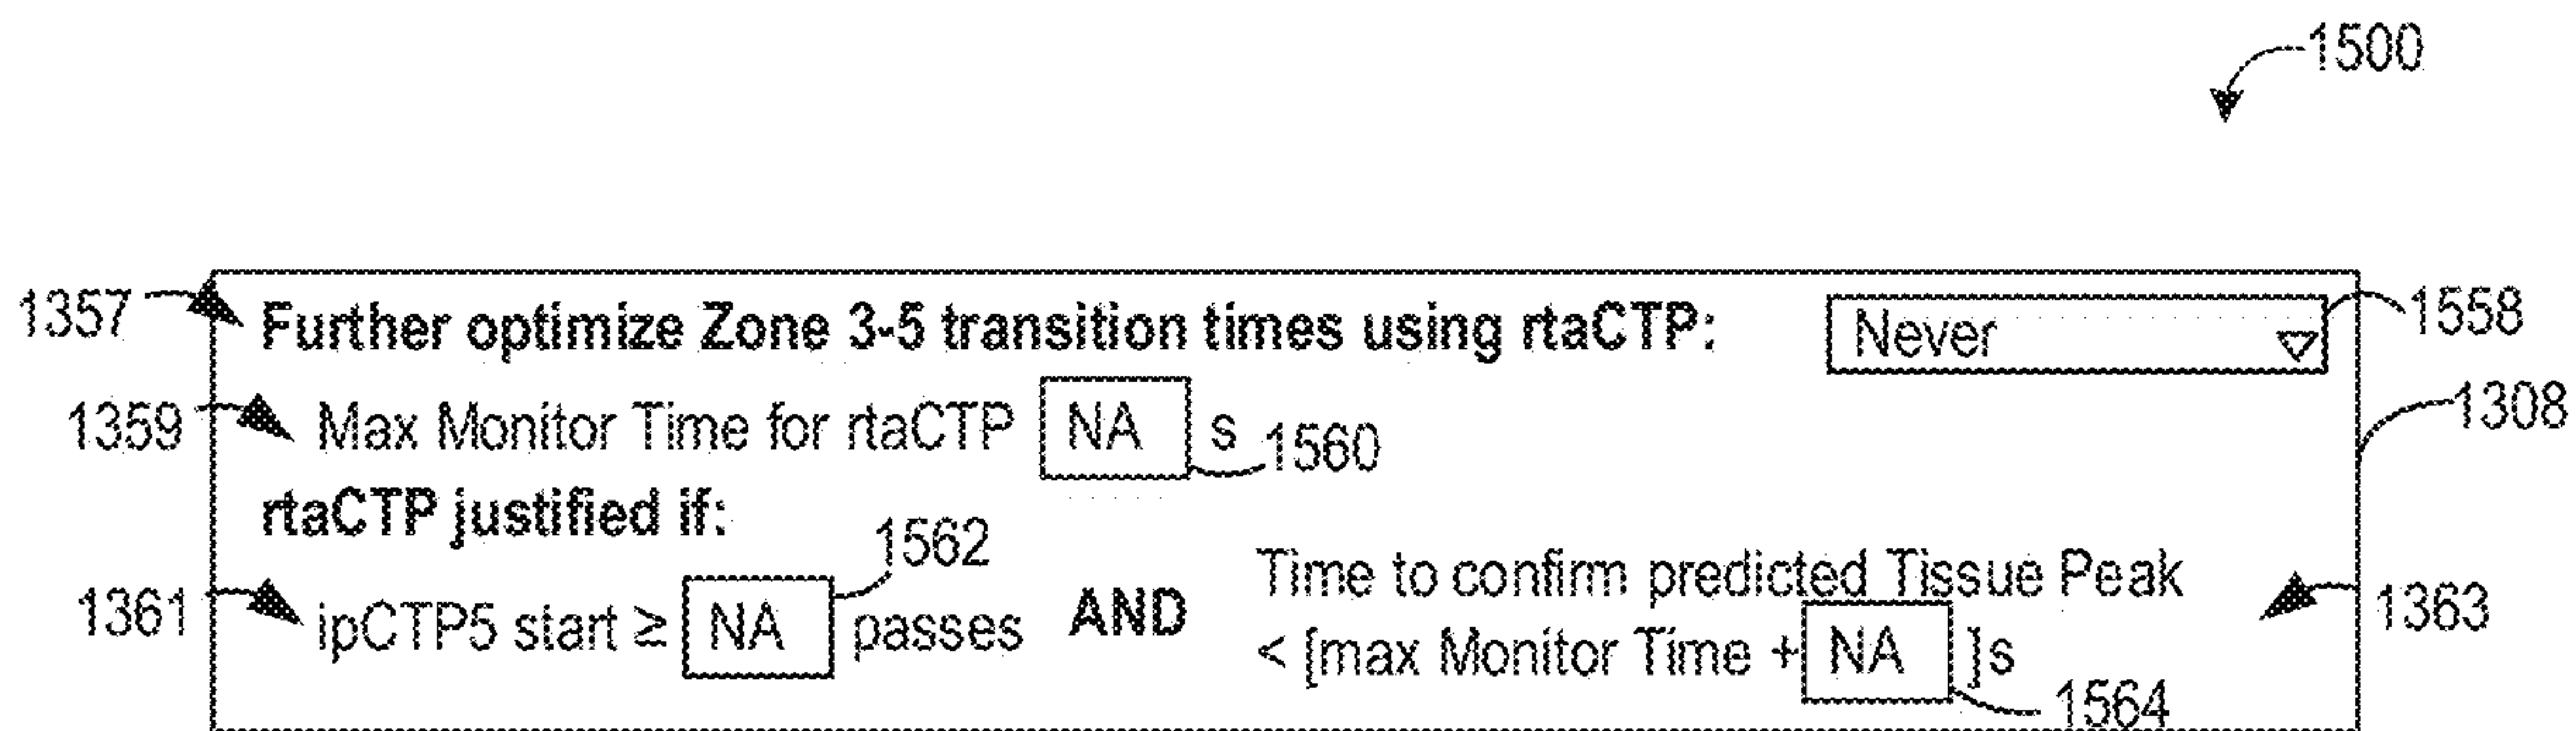 1500
1357 Further optimize Zone 3-5 transition times using rtaCTP: Never 1558
1359 Max Monitor Time for rtaCTP NA s 1560 1308
rtaCTP justified if:
1562
1361 ipCTP5 start ≥ NA passes AND
Time to confirm predicted Tissue Peak
< [max Monitor Time + NA ]s 1363
1564